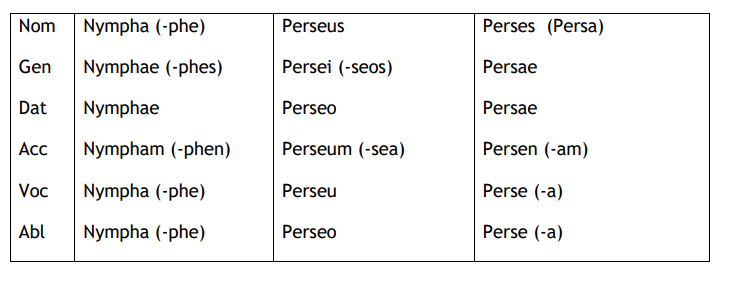 Nom Nympha (-phe) Perseus Perses (Persa)
Gen Nymphae (-phes) Persei (-seos) Persae
Dat Nymphae Perseo Persae
Acc Nympham (-phen) Perseum (-sea) Persen (-am)
Voc Nympha (-phe) Perseu Perse (-a)
Abl Nympha (-phe) Perseo Perse (-a)